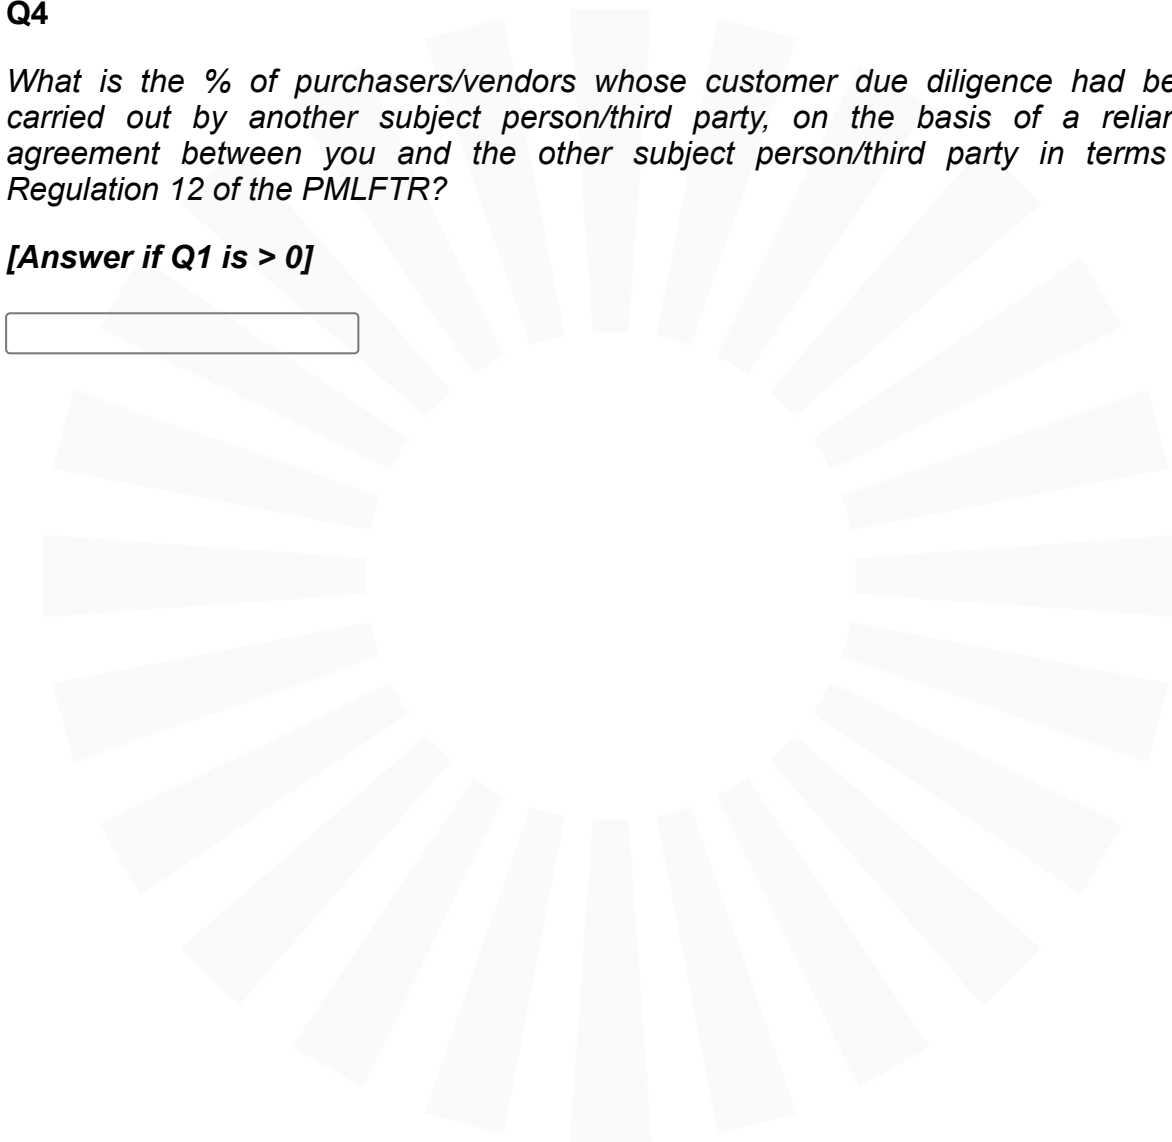 Q4
What is the % of purchasers/vendors whose customer due diligence had be
carried out by another subject person/third party, on the basis of a relian
agreement between you and the other subject person/third party in terms
Regulation 12 of the PMLFTR?
[Answer if Q1 is > 0]